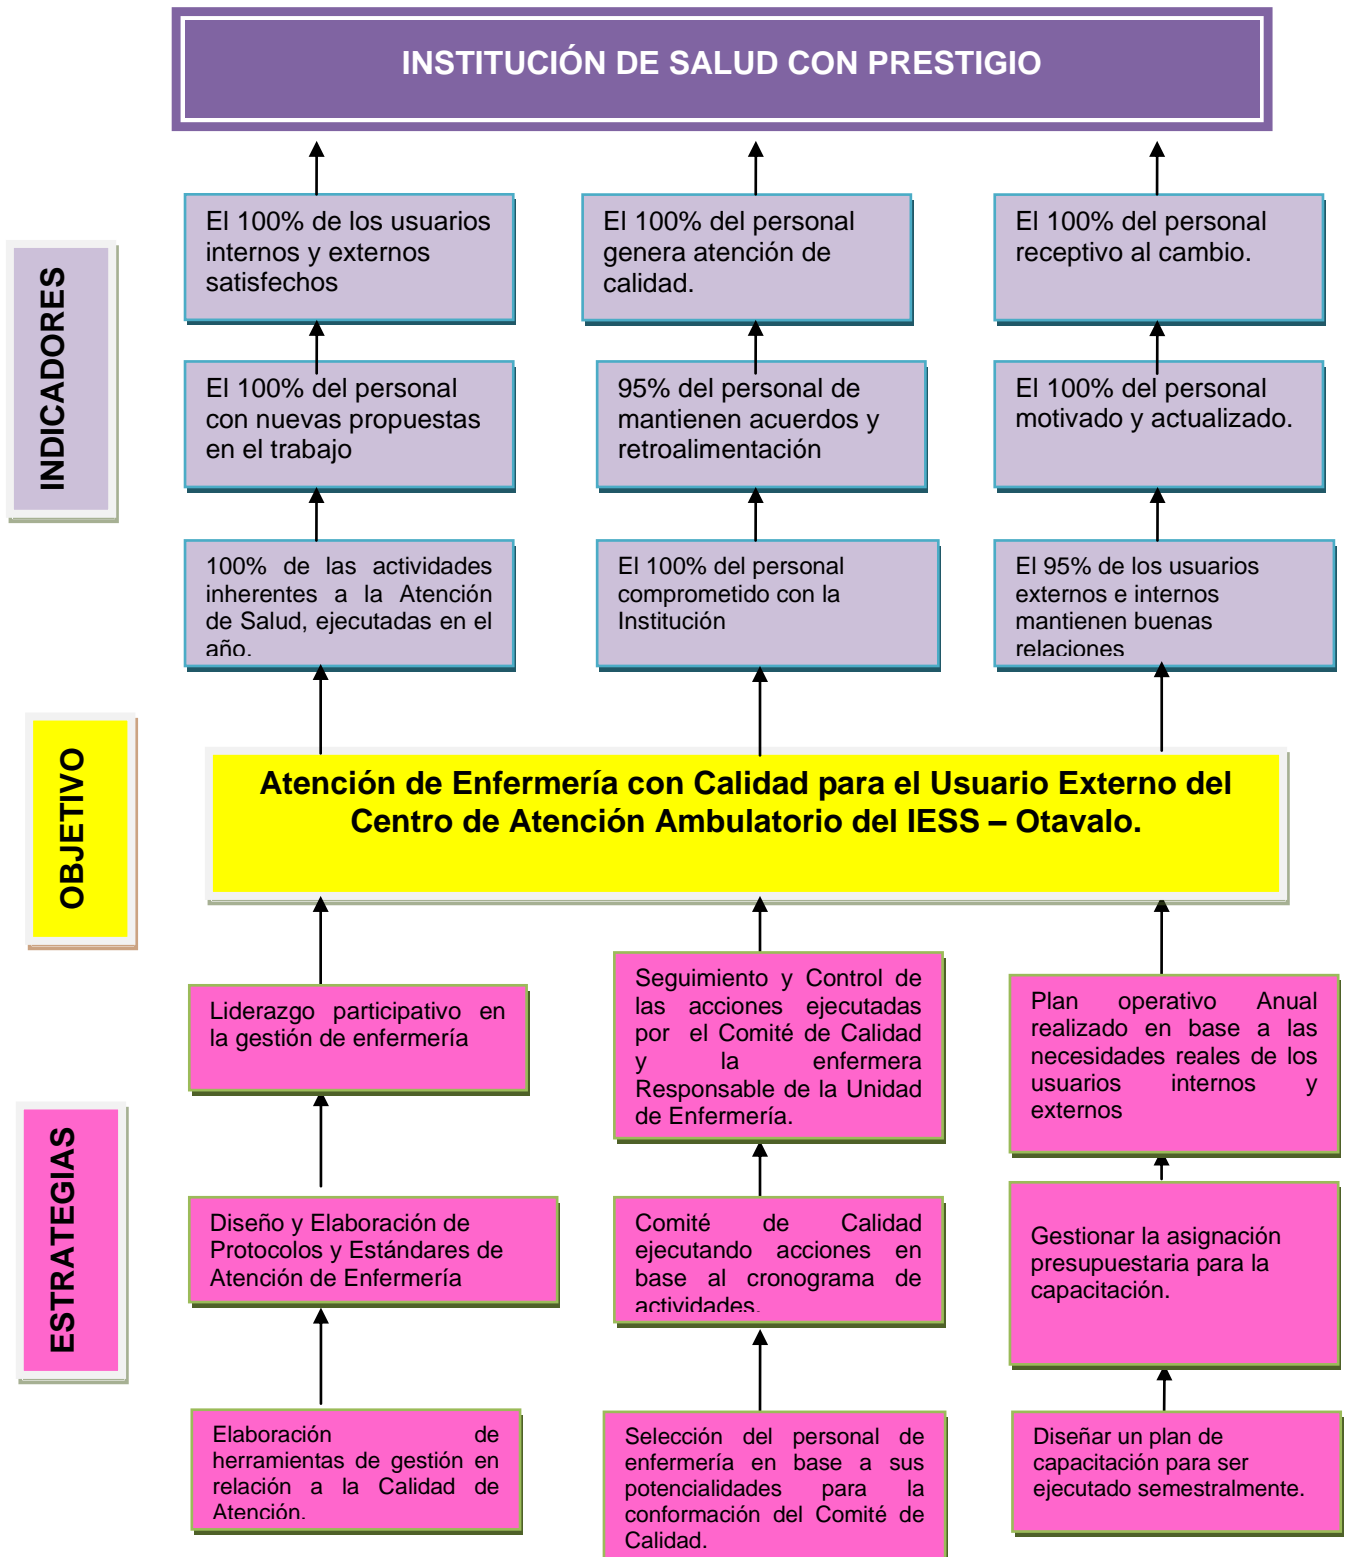 INSTITUCIÓN DE SALUD CON PRESTIGIO
INDICADORES
El 100% de los usuarios
internos y externos
satisfechos
El 100% del personal
genera atención de
calidad.
El 100% del personal
receptivo al cambio.
El 100% del personal
con nuevas propuestas
en el trabajo
95% del personal de
mantienen acuerdos y
retroalimentación
El 100% del personal
motivado y actualizado.
100% de las actividades
inherentes a la Atención
de Salud, ejecutadas en el
año.
El 100% del personal
comprometido con la
Institución
El 95% de los usuarios
externos e internos
mantienen buenas
relaciones
OBJETIVO
Atención de Enfermería con Calidad para el Usuario Externo del
Centro de Atención Ambulatorio del IESS – Otavalo.
ESTRATEGIAS
Liderazgo participativo en
la gestión de enfermería
Seguimiento y Control de
las acciones ejecutadas
por el Comité de Calidad
y la enfermera
Responsable de la Unidad
de Enfermería.
Plan operativo Anual
realizado en base a las
necesidades reales de los
usuarios internos y
externos
Diseño y Elaboración de
Protocolos y Estándares de
Atención de Enfermería
Comité de Calidad
ejecutando acciones en
base al cronograma de
actividades.
Gestionar la asignación
presupuestaria para la
capacitación.
Elaboración de
herramientas de gestión en
relación a la Calidad de
Atención.
Selección del personal de
enfermería en base a sus
potencialidades para la
conformación del Comité de
Calidad.
Diseñar un plan de
capacitación para ser
ejecutado semestralmente.